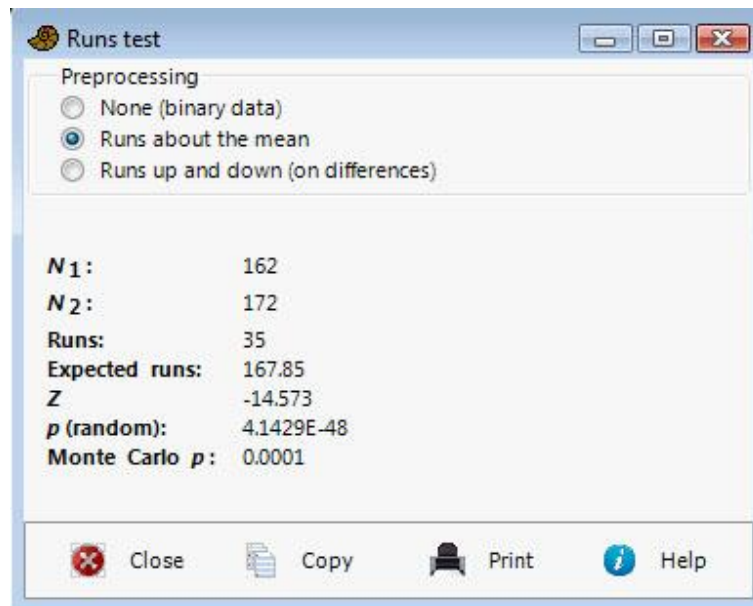 Runs test
Preprocessing
None (binary data)
Runs about the mean
Runs up and down (on differences)
N1: 162
N2: 172
Runs: 35
Expected runs: 167.85
Z -14.573
p (random): 4.1429E-48
Monte Carlo p: 0.0001
Close Copy Print Help